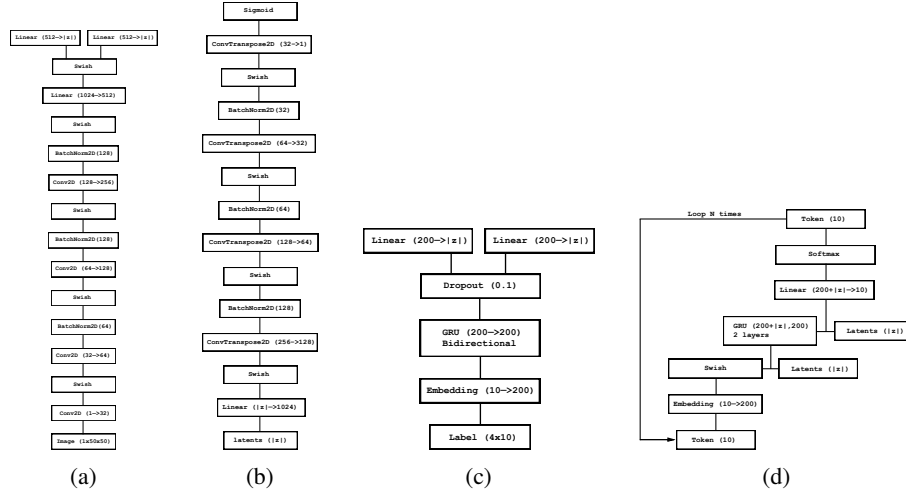 Linear (512—>|z|) Linear (512—>|z|)
Swish
Linear (1024—>512)
Swish
BatchNorm2D(128)
Conv2D (128—>256)
Swish
BatchNorm2D(128)
Conv2D (64—>128)
Swish
BatchNorm2D(64)
Conv2D (32—>64)
Swish
Conv2D (1—>32)
Image (1x50x50)
(a)
Sigmoid
ConvTranspose2D (32—>1)
Swish
BatchNorm2D(32)
ConvTranspose2D (64—>32)
Swish
BatchNorm2D(64)
ConvTranspose2D (128—>64)
Swish
BatchNorm2D(128)
ConvTranspose2D (256—>128)
Swish
Linear (|z|—>1024)
latents (|z|)
(b)
Linear (200—>|z|) Linear (200—>|z|)
Dropout (0.1)
GRU (200—>200)
Bidirectional
Embedding (10—>200)
Label (4x10)
(c)
Loop N times
Token (10)
Softmax
Linear (200+|z|—>10)
GRU (200+|z|,200)
2 layers
Latents (|z|)
Swish
Latents (|z|)
Embedding (10—>200)
Token (10)
(d)